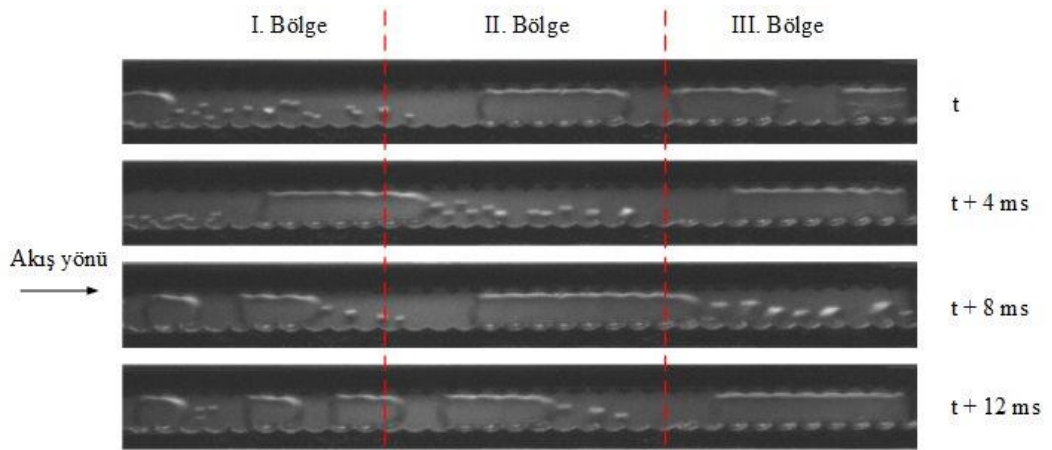 I. Bölge
II. Bölge
III. Bölge
t
t + 4 ms
Akış yönü
t + 8 ms
t + 12 ms